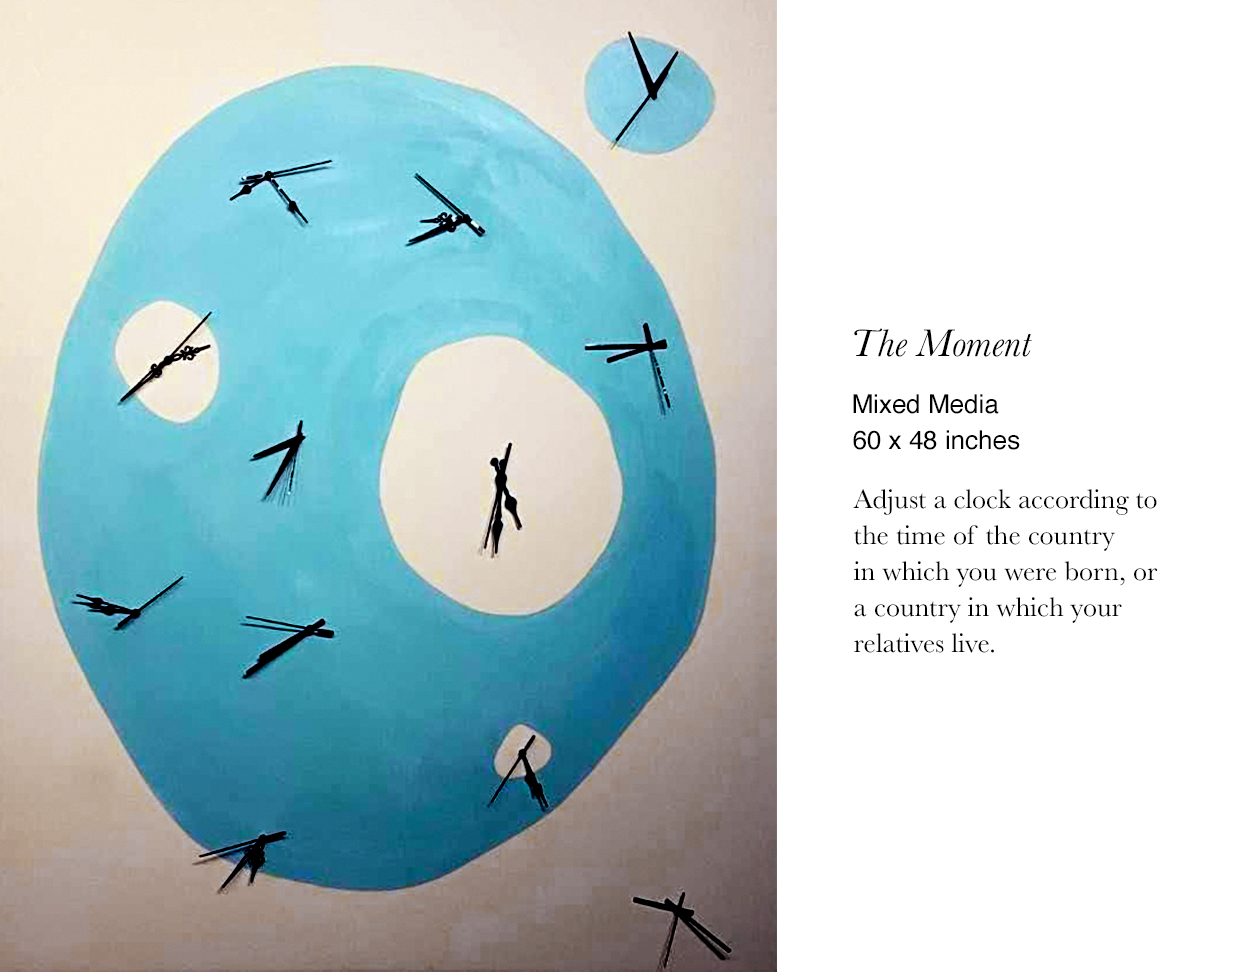 The Moment
Mixed Media
60 x 48 inches
Adjust a clock according to
the time of the country
in which you were born, or
a country in which your
relatives live.